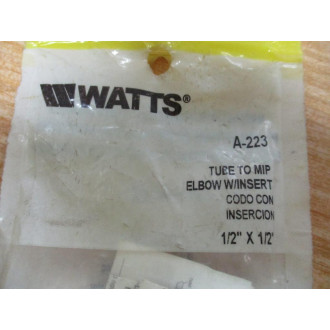 WATTS®
A-223
TUBE TO MIP
ELBOW W/INSERT
CODO CON
INSERCION
1/2" X 1/2"